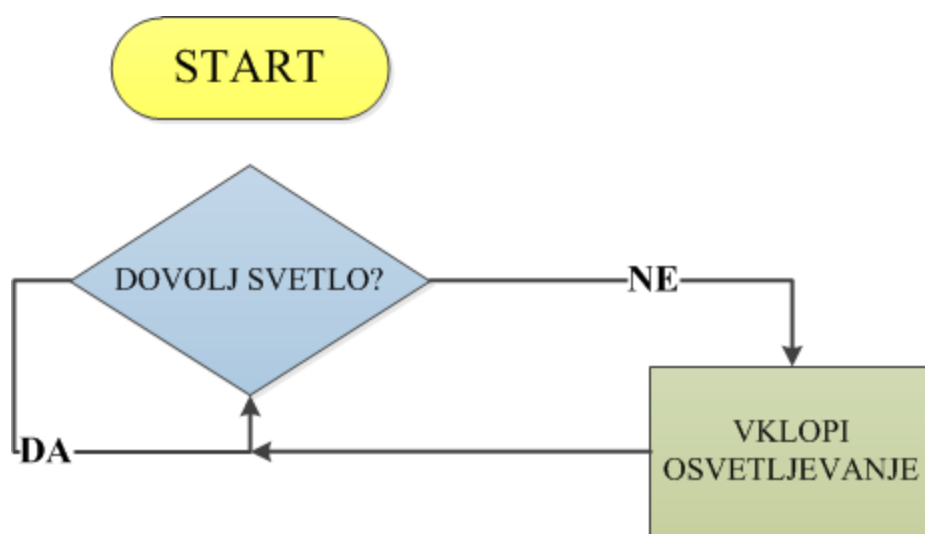 START
DOVOLJ SVETLO?
NE
DA
VKLOPI
OSVETLJEVANJE